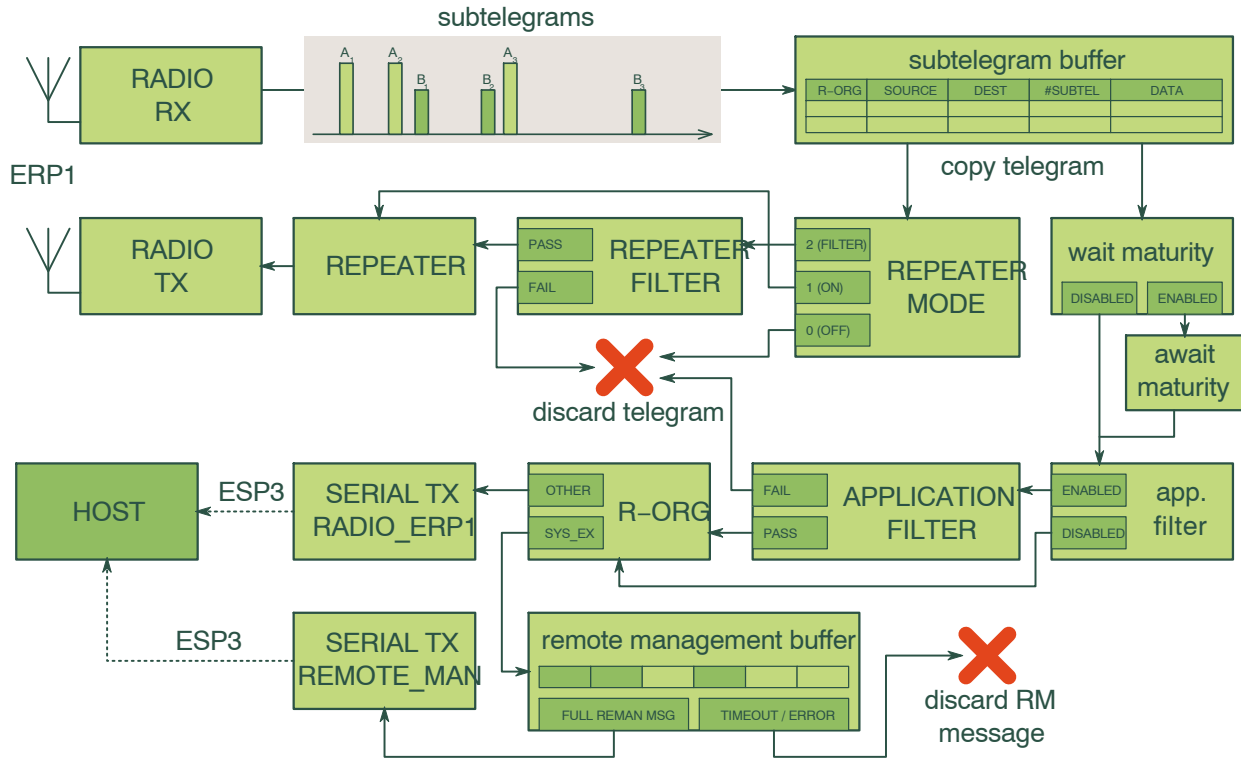 subtelegrams
RADIO
RX
A1
A2
B1
B2
A3
B3
subtelegram buffer
R-ORG
SOURCE
DEST
#SUBTEL
DATA
ERP1
copy telegram
RADIO
TX
REPEATER
PASS
FAIL
REPEATER
FILTER
2 (FILTER)
1 (ON)
0 (OFF)
REPEATER
MODE
wait maturity
DISABLED
ENABLED
await
maturity
discard telegram
HOST
ESP3
SERIAL TX
RADIO_ERP1
OTHER
SYS_EX
R−ORG
FAIL
PASS
APPLICATION
FILTER
ENABLED
DISABLED
app.
filter
ESP3
SERIAL TX
REMOTE_MAN
remote management buffer
FULL REMAN MSG
TIMEOUT / ERROR
discard RM
message